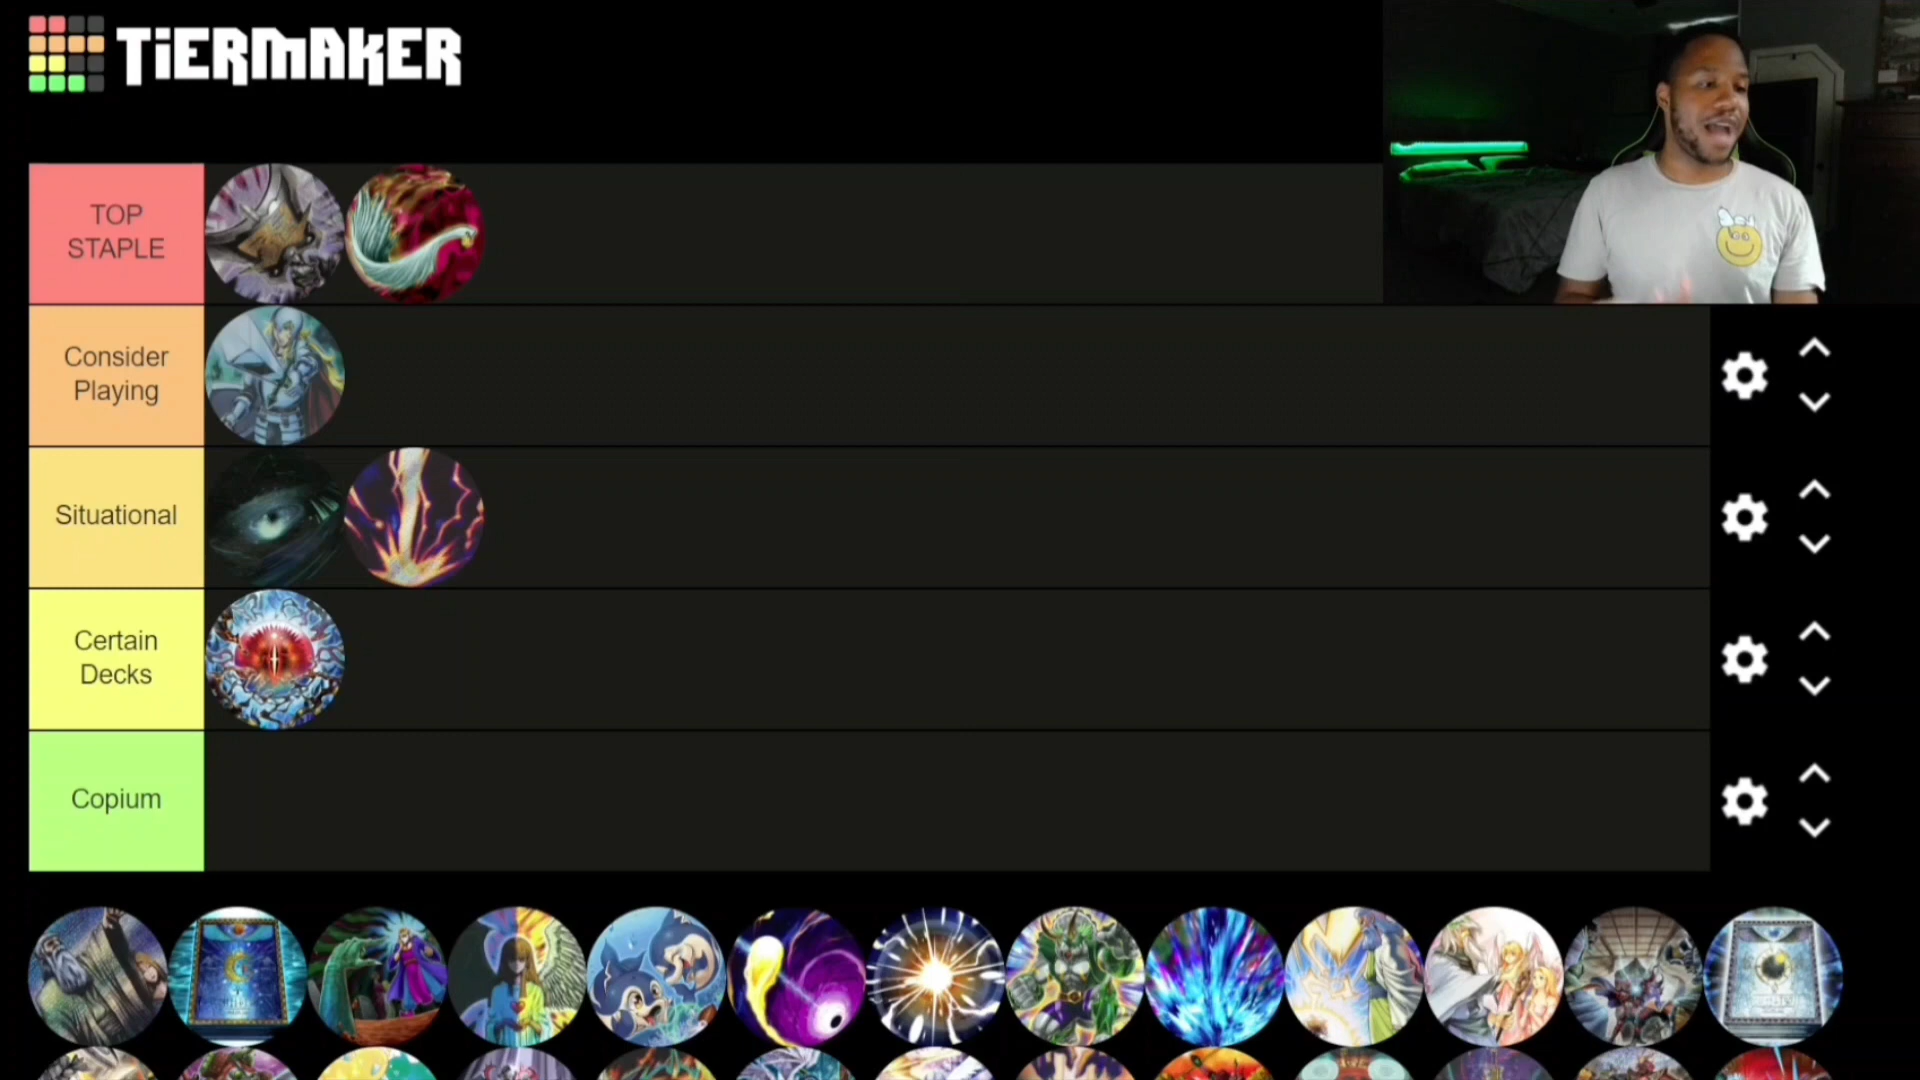 TiERMAKER
TOP
STAPLE
Consider
Playing
Situational
Certain
Decks
Copium